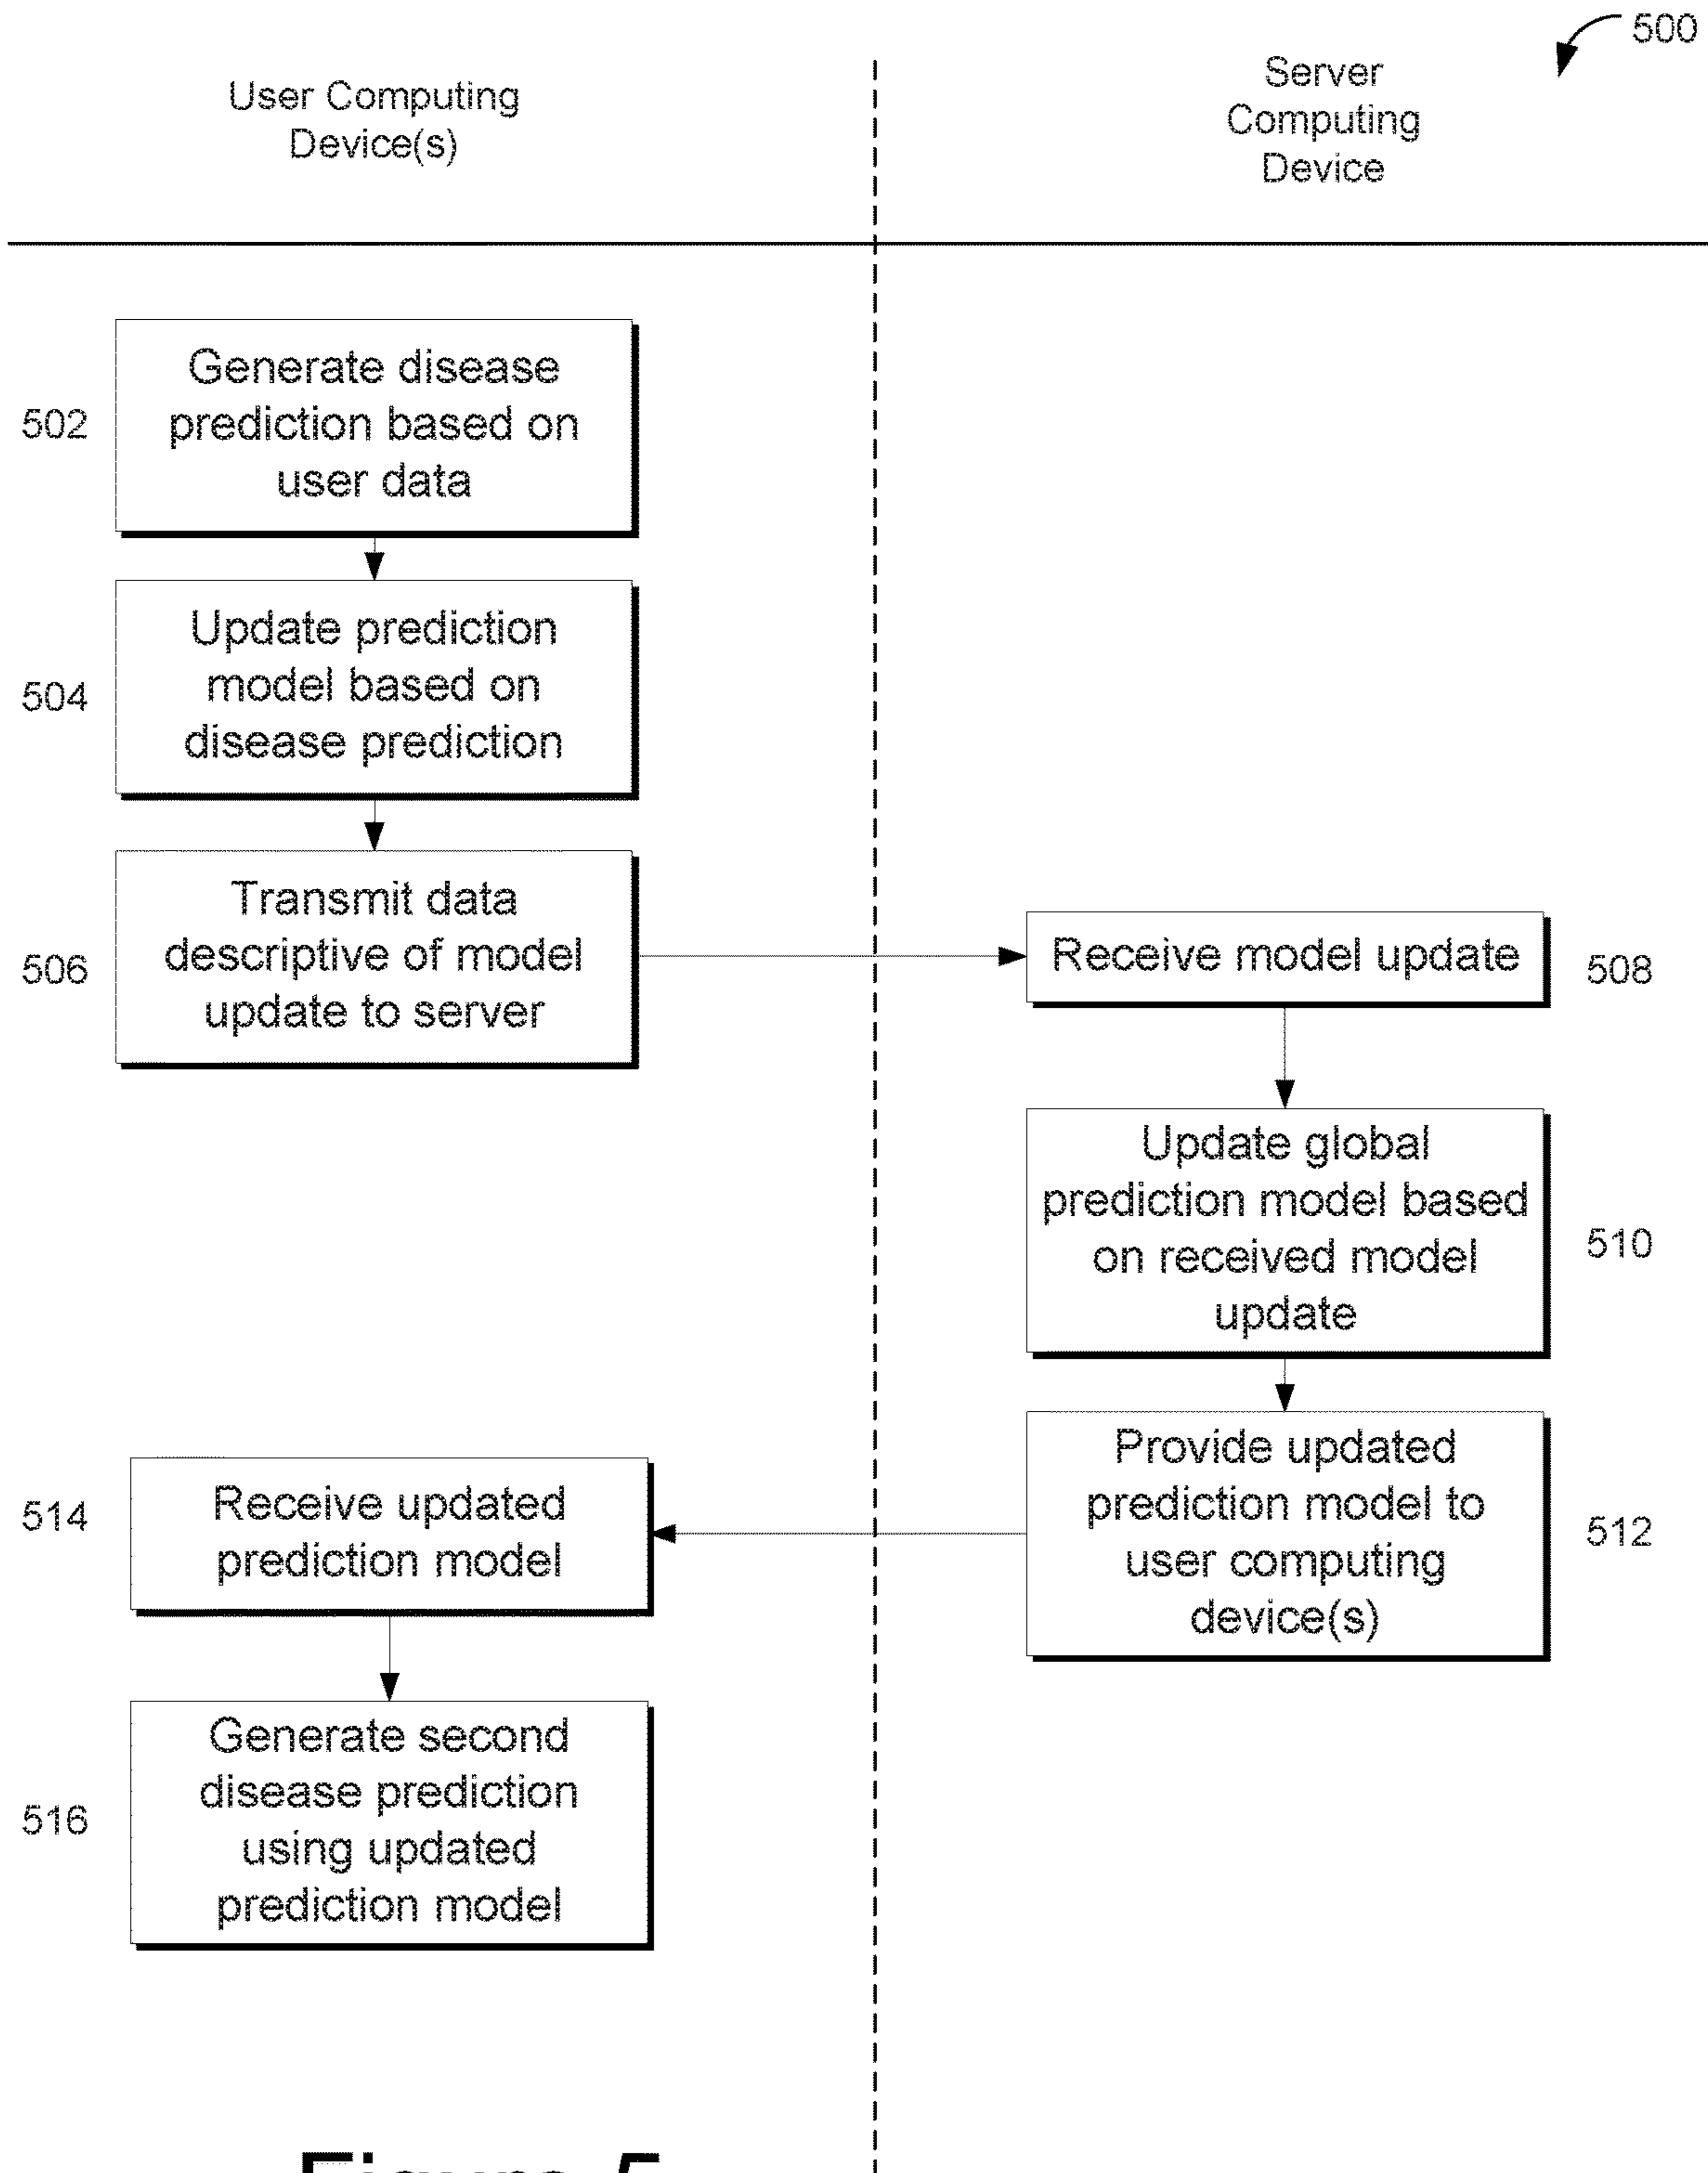 500
User Computing
Device(s)
Server
Computing
Device
502
Generate disease
prediction based on
user data
504
Update prediction
model based on
disease prediction
506
Transmit data
descriptive of model
update to server
Receive model update
508
Update global
prediction model based
on received model
update
510
Provide updated
prediction model to
user computing
device(s)
512
514
Receive updated
prediction model
516
Generate second
disease prediction
using updated
prediction model
Figure 5